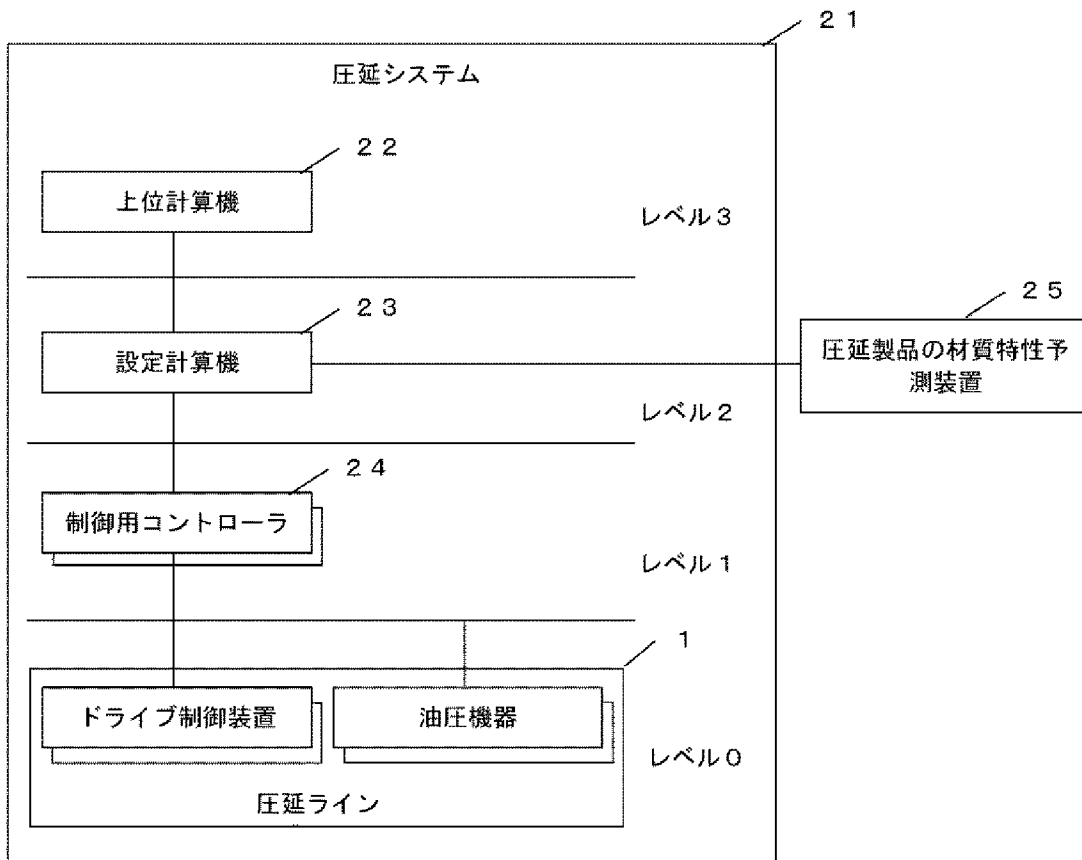 ２１
圧延システム
２２
上位計算機
レベル３
２３
設定計算機
２５
圧延製品の材質特性予
測装置
レベル２
２４
制御用コントローラ
レベル１
１
ドライブ制御装置
油圧機器
レベル０
圧延ライン